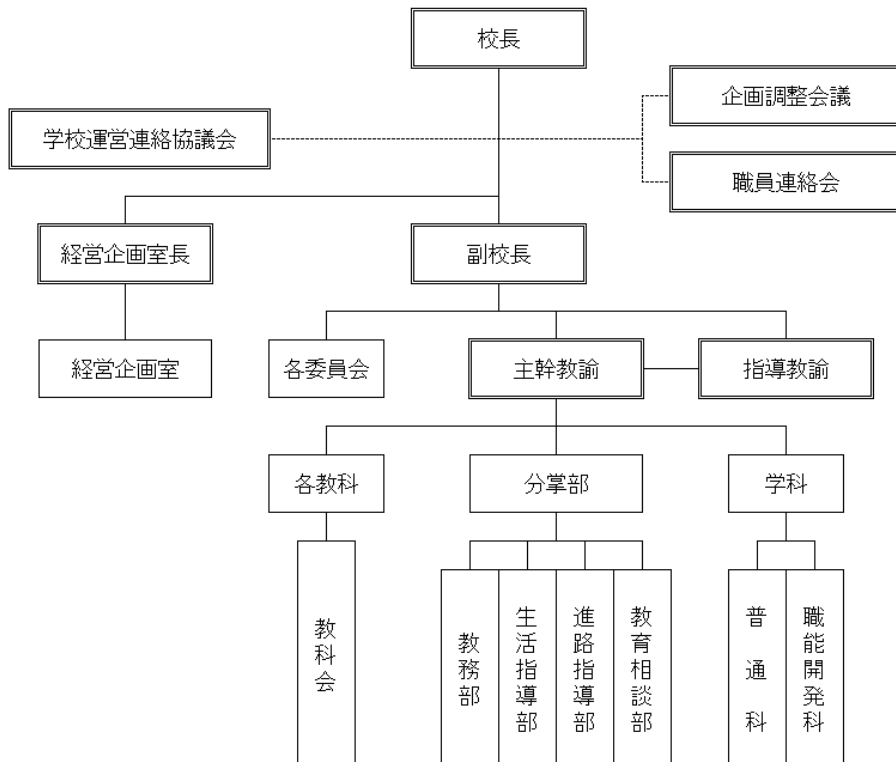 校長
企画調整会議
学校運営連絡協議会
職員連絡会
経営企画室長
副校長
経営企画室
各委員会
主幹教諭
指導教諭
各教科
分掌部
学科
教科会
教務部
生活指導部
進路指導部
教育相談部
普通科
職能開発科